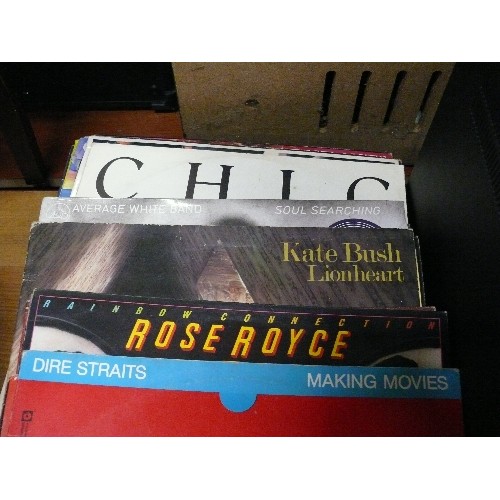 CHIC
AVERAGE WHITE BAND SOUL SEARCHING
Kate Bush
Lionheart
RAINBOW CONNECTION
ROSE ROYCE
DIRE STRAITS MAKING MOVIES